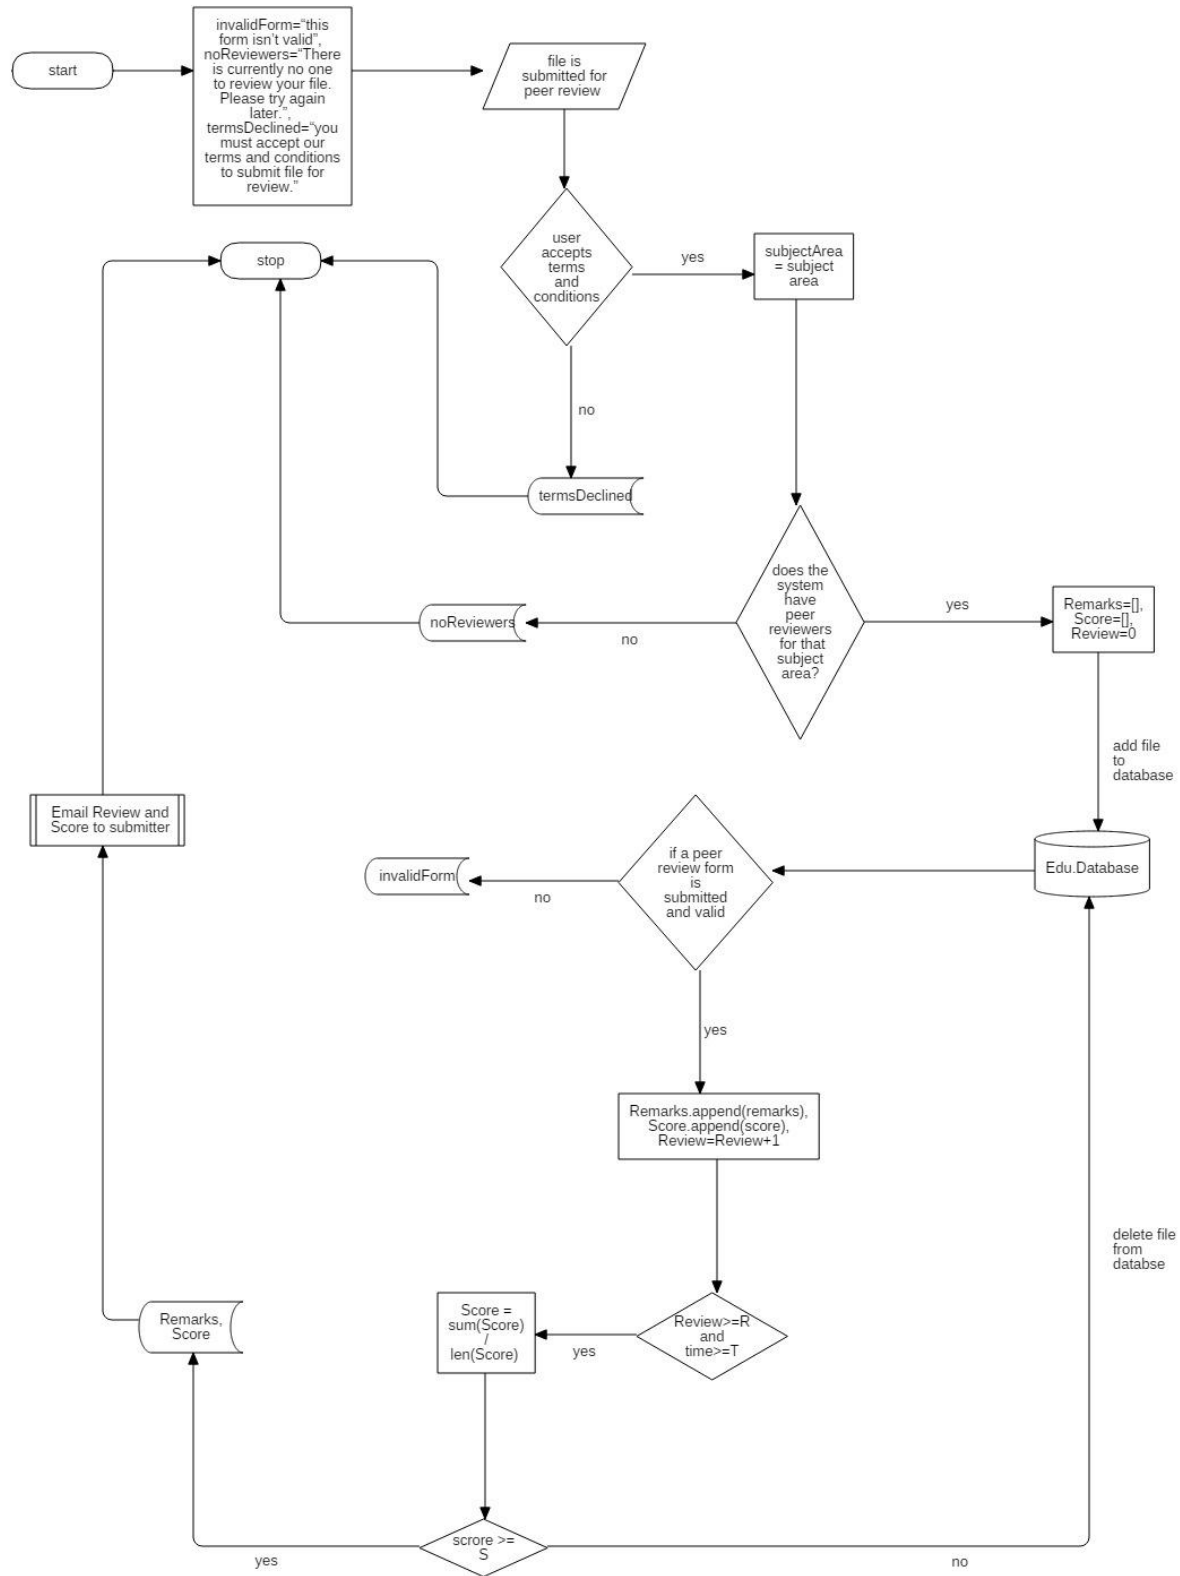 start
invalidForm=“this
form isn’t valid”,
noReviewers=“There
is currently no one
to review your file.
Please try again
later.”,
termsDeclined=“you
must accept our
terms and conditions
to submit file for
review.”
file is
submitted for
peer review
user
accepts
terms
and
conditions
yes
subjectArea
= subject
area
stop
no
termsDeclined
does the
system
have
peer
reviewers
for that
subject
area?
yes
Remarks=[],
Score=[],
Review=0
no
noReviewers
add file
to
database
Edu.Database
if a peer
review form
is
submitted
and valid
no
invalidForm
Email Review and
Score to submitter
yes
Remarks.append(remarks),
Score.append(score),
Review=Review+1
delete file
from
databse
Review>=R
and
time>=T
yes
Score =
sum(Score)
/
len(Score)
Remarks,
Score
scrore >=
S
yes
no